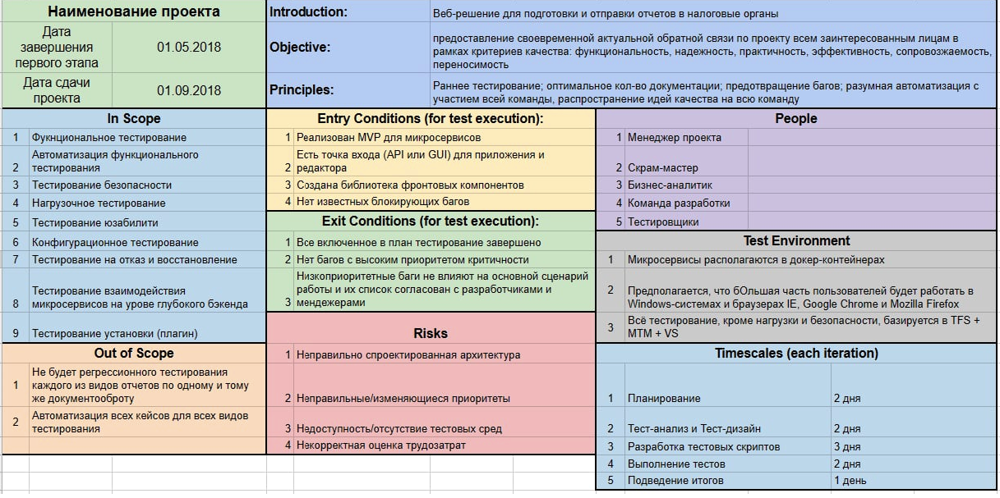 Наименование проекта
Дата
завершения
первого этапа
01.05.2018
Дата сдачи
проекта
01.09.2018
Introduction:
Веб-решение для подготовки и отправки отчетов в налоговые органы
Objective:
предоставление своевременной актуальной обратной связи по проекту всем заинтересованным лицам в
рамках критериев качества: функциональность, надежность, практичность, эффективность, сопровозжаемость,
переносимость
Principles:
Раннее тестирование; оптимальное кол-во документации; предотвращение багов; разумная автоматизация с
участием всей команды, распространие идей качества на всю команду
In Scope
1 Фукнциональное тестирование
Автоматизация функционального
2 тестирования
3 Тестирование безопасности
4 Нагрузочное тестирование
5 Тестирование юзабилити
6 Конфигурационное тестирование
7 Тестирование на отказ и восстановление
Тестирование взаимодействия
8 микросервисов на урове глубокого бэкенда
9 Тестирование установки (плагин)
Out of Scope
Не будет регрессионного тестирования
1 каждого из видов отчетов по одному и тому
же документооброту
2 Автоматизация всех кейсов для всех видов
тестирования
Entry Conditions (for test execution):
1 Реализован MVP для микросервисов
Есть точка входа (API или GUI) для приложения и
2 редактора
3 Создана библиотека фронтовых компонентов
4 Нет известных блокирующих багов
Exit Conditions (for test execution):
1 Все включенное в план тестирование завершено
2 Нет багов с высоким приоритетом критичности
Низкоприоритетные баги не влияют на основной сценарий
работы и их список согласован с разработчиками и
3 мендежерами
Risks
1 Неправильно спроектированная архитектура
2 Неправильные/изменяющиеся приоритеты
3 Недоступность/отсутствие тестовых сред
4 Некорректная оценка трудозатрат
People
1 Менеджер проекта
2 Скрам-мастер
3 Бизнес-аналитик
4 Команда разработки
5 Тестировщики
Test Environment
1 Микросервисы располагаются в докер-контейнерах
2 Предполагается, что бОльшая часть пользователей будет работать в
Windows-системах и браузерах IE, Google Chrome и Mozilla Firefox
3 Всё тестирование, кроме нагрузки и безопасности, базируется в TFS +
MTM + VS
Timescales (each iteration)
1 Планирование 2 дня
2 Тест-анализ и Тест-дизайн 2 дня
3 Разработка тестовых скриптов 3 дня
4 Выполнение тестов 2 дня
5 Подведение итогов 1 день